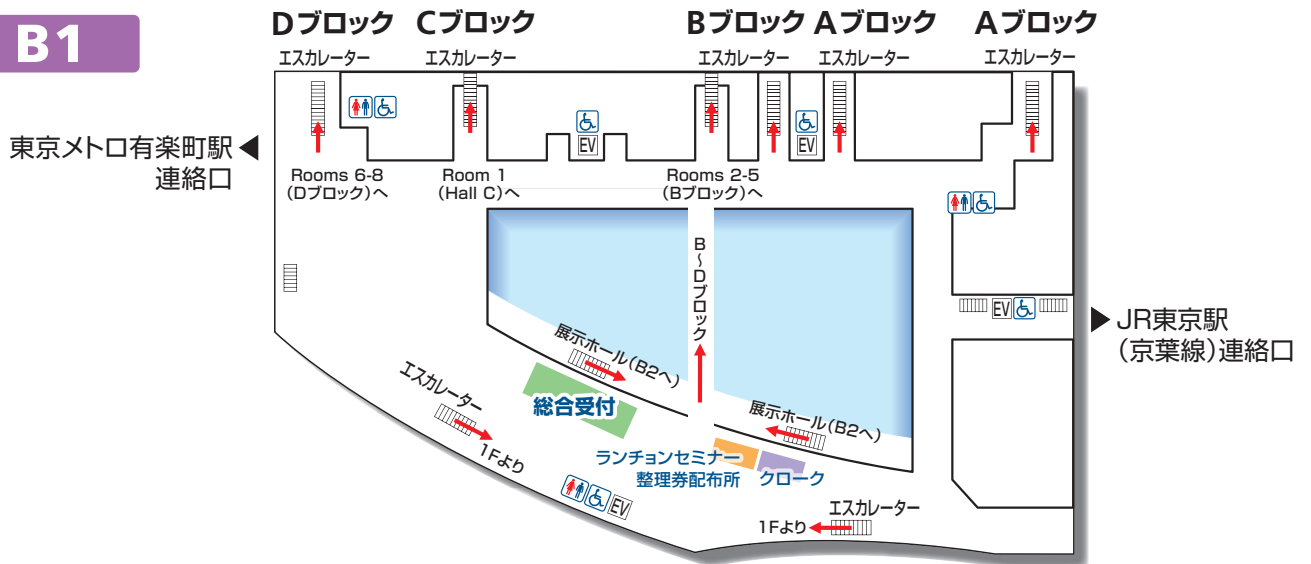 B1
Dブロック
Cブロック
Bブロック
Aブロック
Aブロック
エスカレーター
エスカレーター
エスカレーター
エスカレーター
エスカレーター
EV
EV
東京メトロ有楽町駅
連絡口
Rooms 6-8
(Dブロック)へ
Room 1
(Hall C)へ
Rooms 2-5
(Bブロック)へ
B〜Dブロック
EV
JR東京駅
(京葉線)連絡口
展示ホール(B2へ)
エスカレーター
総合受付
展示ホール(B2へ)
1Fより
ランチョンセミナー
整理券配布所
クローク
EV
エスカレーター
1Fより